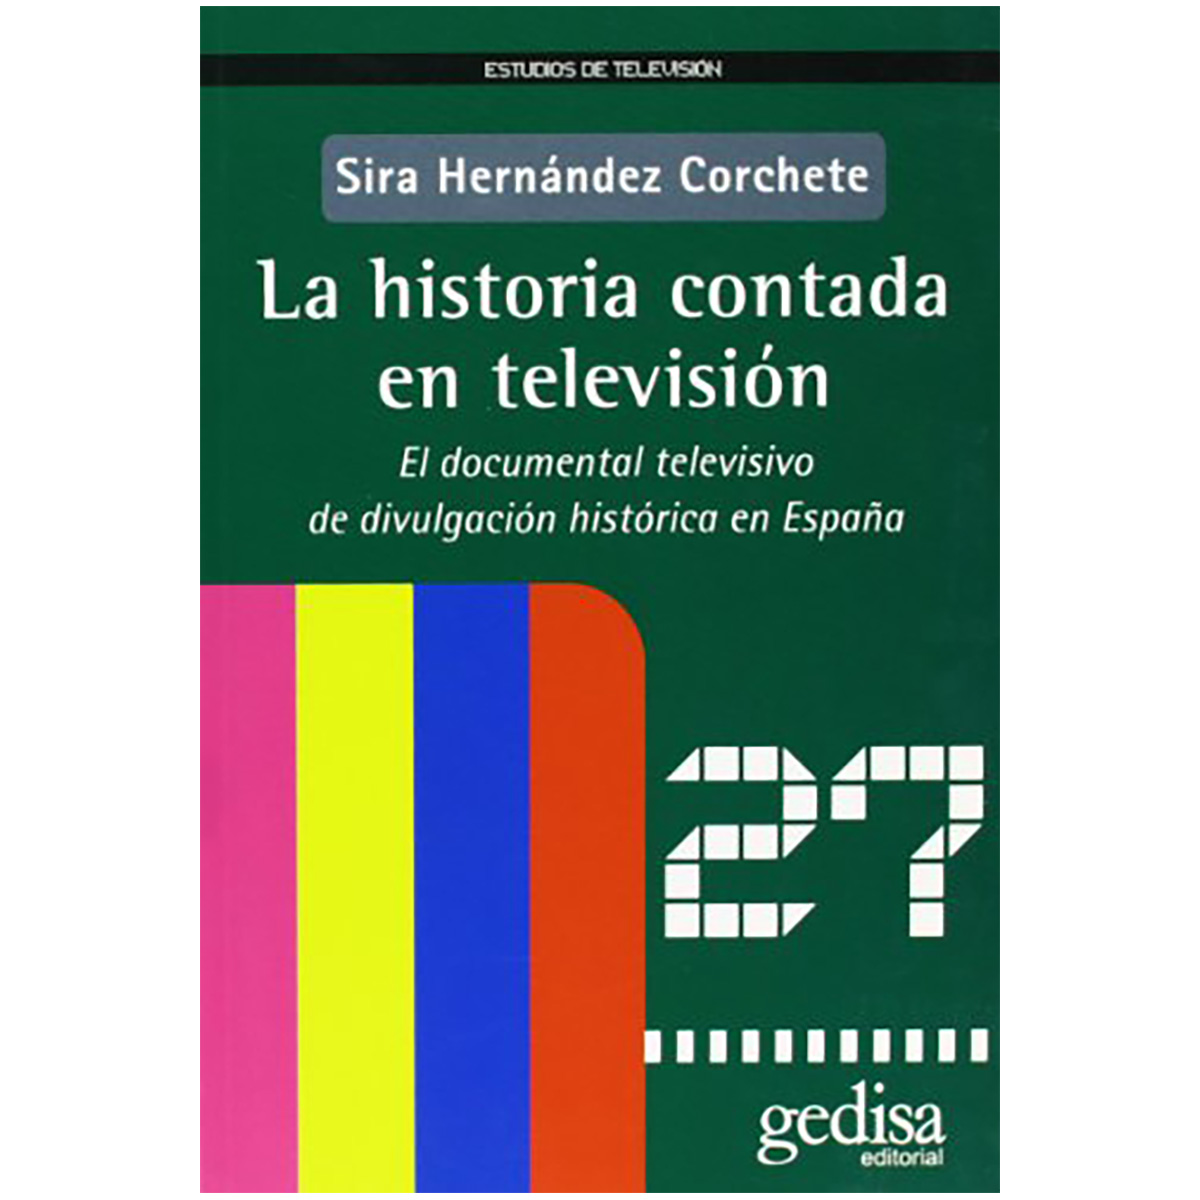 ESTUDIOS DE TELEVISIÓN
Sira Hernández Corchete
La historia contada
en televisión
El documental televisivo
de divulgación histórica en España
27
gedisa
editorial